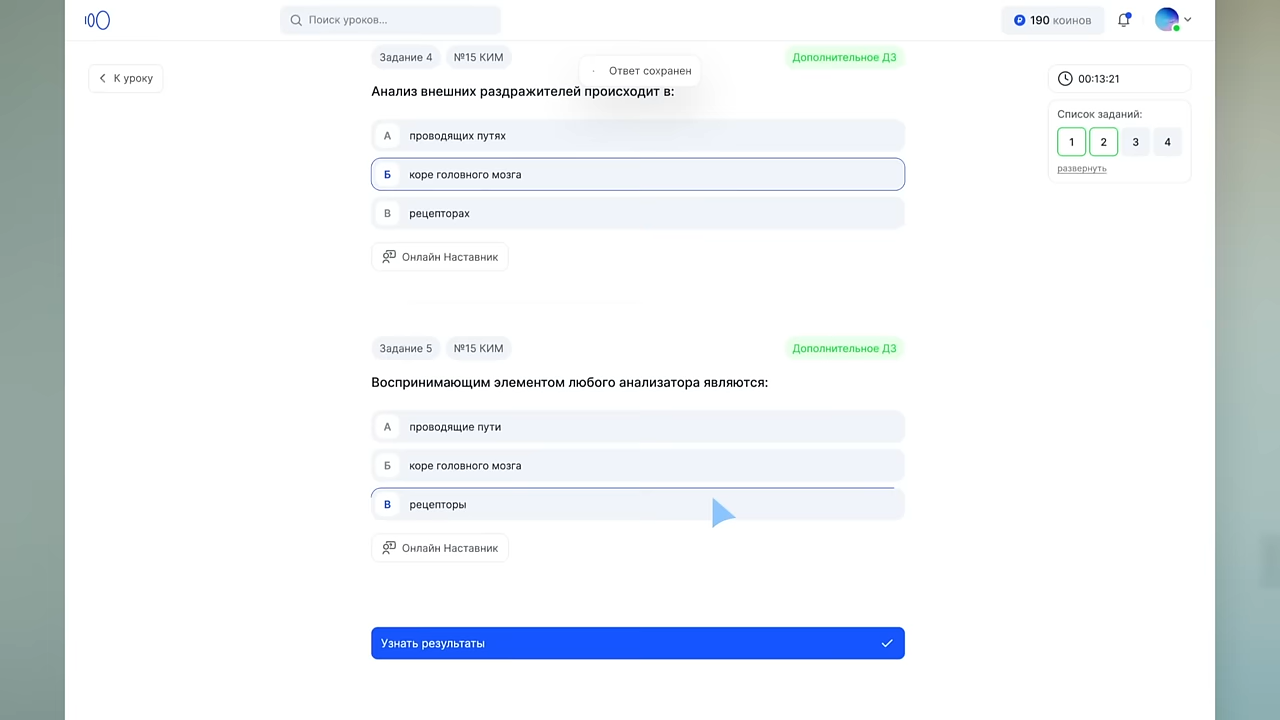 Поиск уроков...
190 коинов
К уроку
Задание 4
№15 КИМ
Дополнительное ДЗ
Ответ сохранен
Анализ внешних раздражителей происходит в:
А проводящих путях
Б коре головного мозга
В рецепторах
Онлайн Наставник
00:13:21
Список заданий:
1 2 3 4
развернуть
Задание 5
№15 КИМ
Дополнительное ДЗ
Воспринимающим элементом любого анализатора являются:
А проводящие пути
Б коре головного мозга
В рецепторы
Онлайн Наставник
Узнать результаты